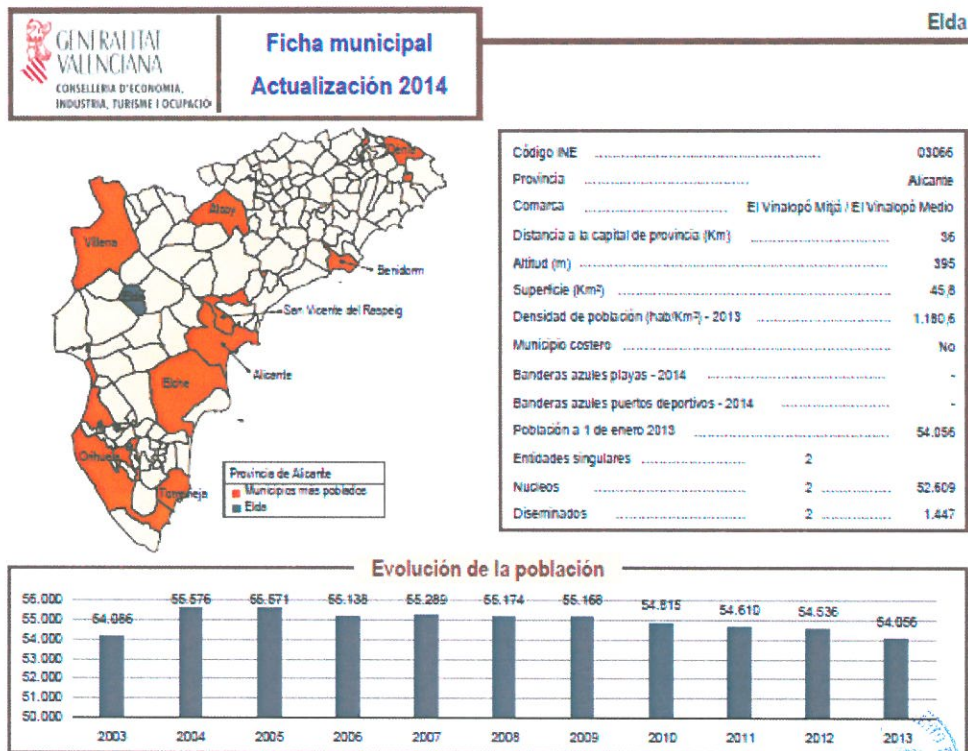 Elda
GENERALITAT
VALENCIANA
CONSELLERIA D'ECONOMIA,
INDUSTRIA, TURISME I OCUPACIÓ
Ficha municipal
Actualización 2014
Denia
Alcoy
Villena
Benidorm
Elda
San Vicente del Raspeig
Alicante
Elche
Orihuela
Torrevieja
Provincia de Alicante
Municipios más poblados
Elda
Código INE 03066
Provincia Alicante
Comarca El Vinalopó Mitjà / El Vinalopó Medio
Distancia a la capital de provincia (Km) 36
Altitud (m) 395
Superficie (Km²) 45,8
Densidad de población (hab/Km²) - 2013 1.180,6
Municipio costero No
Banderas azules playas - 2014 -
Banderas azules puertos deportivos - 2014 -
Población a 1 de enero 2013 54.056
Entidades singulares 2
Núcleos 2 52.609
Diseminados 2 1.447
Evolución de la población
56.000
55.000
54.000
53.000
52.000
51.000
50.000
54.066 55.576 55.571 55.138 55.289 55.174 55.168 54.815 54.610 54.536 54.056
2003 2004 2005 2006 2007 2008 2009 2010 2011 2012 2013